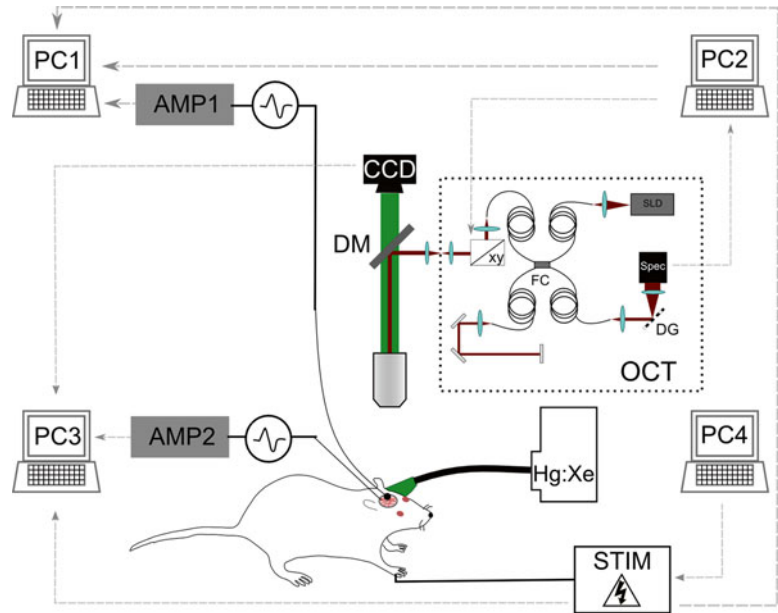 PC1
PC2
AMP1
CCD
DM
SLD
xy
FC
Spec
DG
OCT
PC3
AMP2
PC4
Hg:Xe
STIM